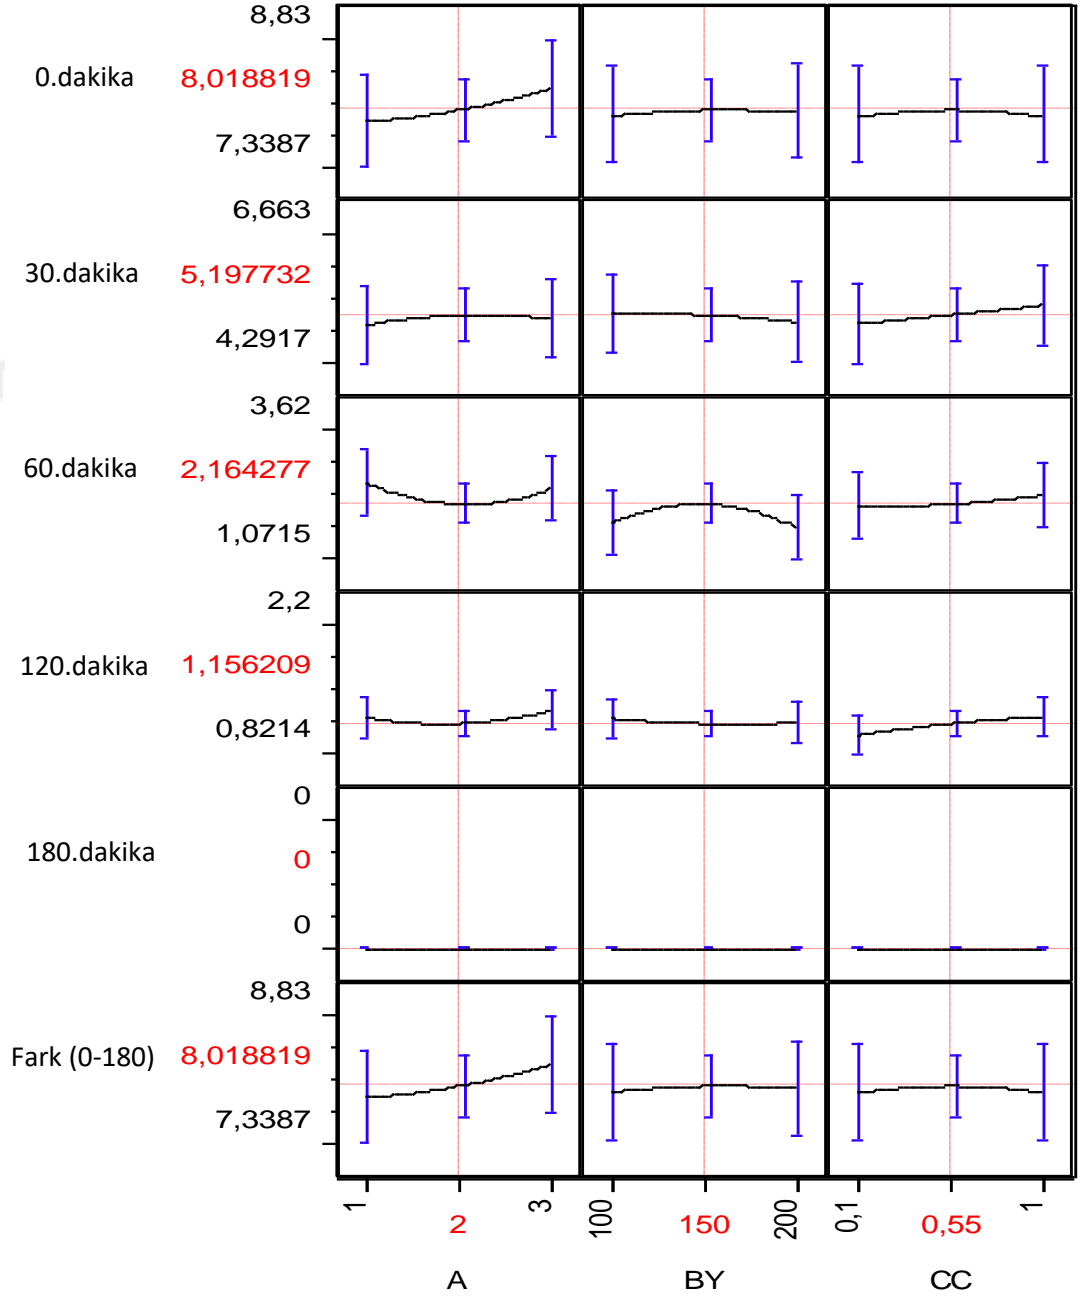 8,83
0.dakika 8,018819
7,3387
6,663
30.dakika 5,197732
4,2917
3,62
60.dakika 2,164277
1,0715
2,2
120.dakika 1,156209
0,8214
0
180.dakika 0
0
8,83
Fark (0-180) 8,018819
7,3387
1 2 3 100 150 200 0,1 0,55 1
A BY CC